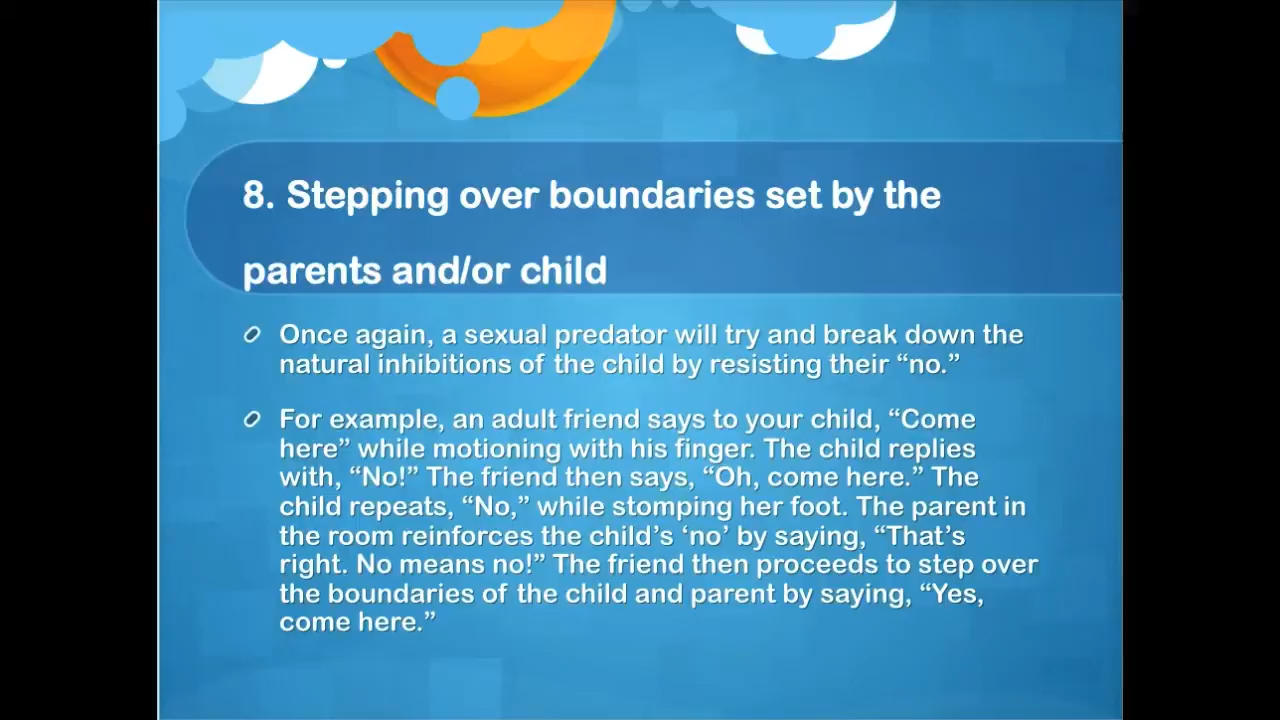 8. Stepping over boundaries set by the
parents and/or child
Once again, a sexual predator will try and break down the
natural inhibitions of the child by resisting their “no.”
For example, an adult friend says to your child, “Come
here” while motioning with his finger. The child replies
with, “No!” The friend then says, “Oh, come here.” The
child repeats, “No,” while stomping her foot. The parent in
the room reinforces the child’s ‘no’ by saying, “That’s
right. No means no!” The friend then proceeds to step over
the boundaries of the child and parent by saying, “Yes,
come here.”